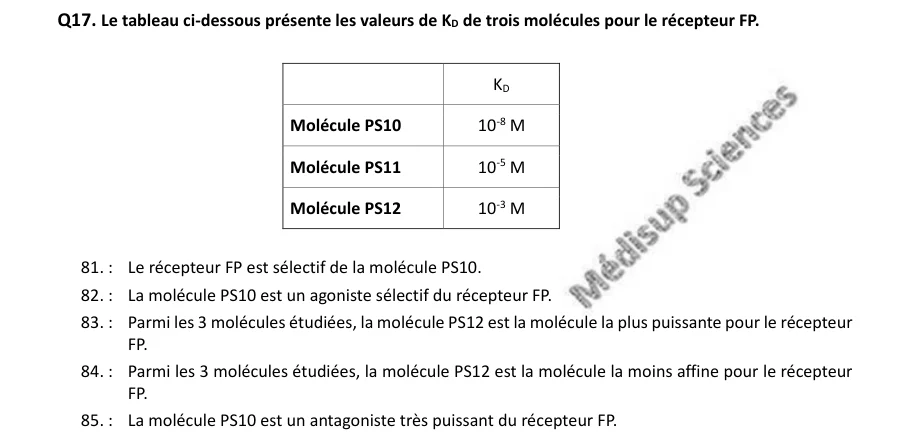 Q17. Le tableau ci-dessous présente les valeurs de K_D de trois molécules pour le récepteur FP.
K_D
Molécule PS10 10⁻⁸ M
Molécule PS11 10⁻⁵ M
Molécule PS12 10⁻³ M
Médisup Sciences
81. : Le récepteur FP est sélectif de la molécule PS10.
82. : La molécule PS10 est un agoniste sélectif du récepteur FP.
83. : Parmi les 3 molécules étudiées, la molécule PS12 est la molécule la plus puissante pour le récepteur
FP.
84. : Parmi les 3 molécules étudiées, la molécule PS12 est la molécule la moins affine pour le récepteur
FP.
85. : La molécule PS10 est un antagoniste très puissant du récepteur FP.